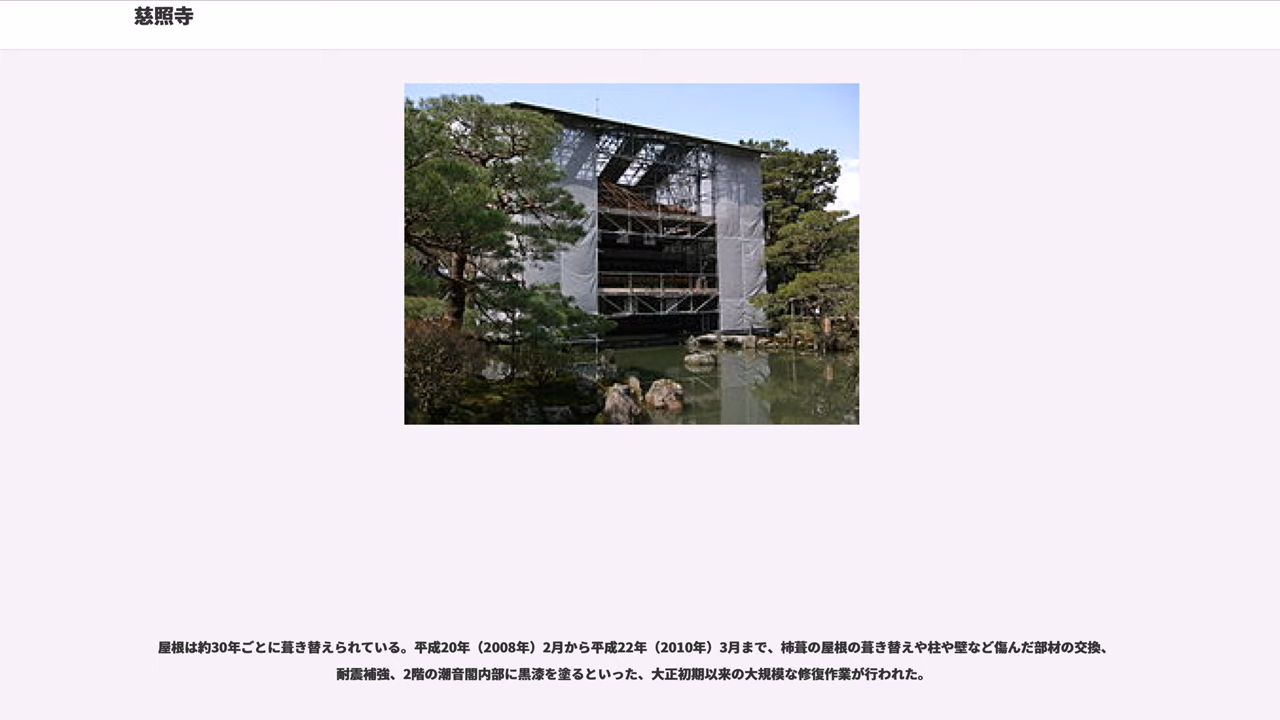 慈照寺
屋根は約30年ごとに葺き替えられている。平成20年（2008年）2月から平成22年（2010年）3月まで、杮葺の屋根の葺き替えや柱や壁など傷んだ部材の交換、
耐震補強、2階の潮音閣内部に黒漆を塗るといった、大正初期以来の大規模な修復作業が行われた。